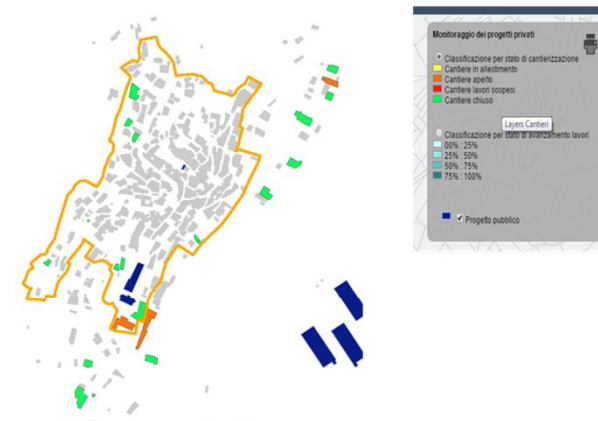 Monitoraggio dei progetti privati
Classificazione per stato di cantierizzazione
Cantiere in allestimento
Cantiere aperto
Cantiere lavori sospesi
Cantiere chiuso
Layers Cantieri
Classificazione per stato di avanzamento lavori
00% : 25%
25% : 50%
50% : 75%
75% : 100%
Progetto pubblico